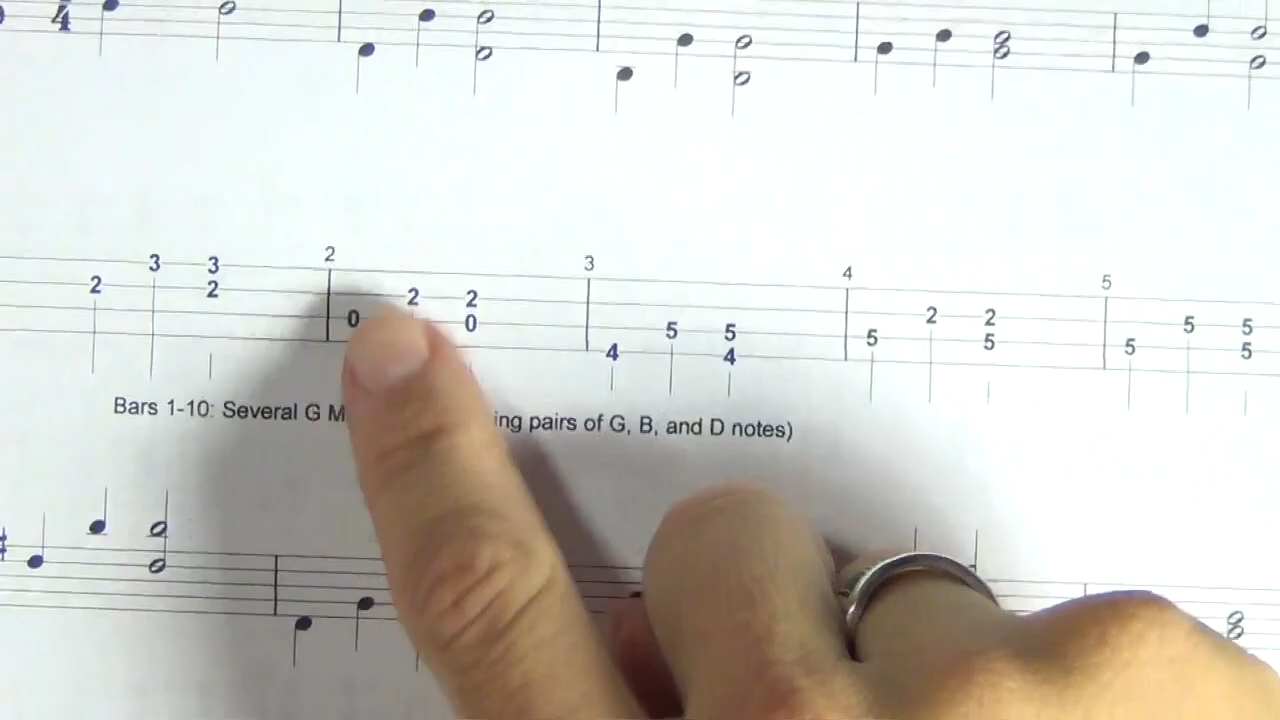 4
2 3 4 5
2 3 3 2 0 2 2 0 4 5 5 4 5 2 2 5 5 5 5 5
Bars 1-10: Several G M ing pairs of G, B, and D notes)